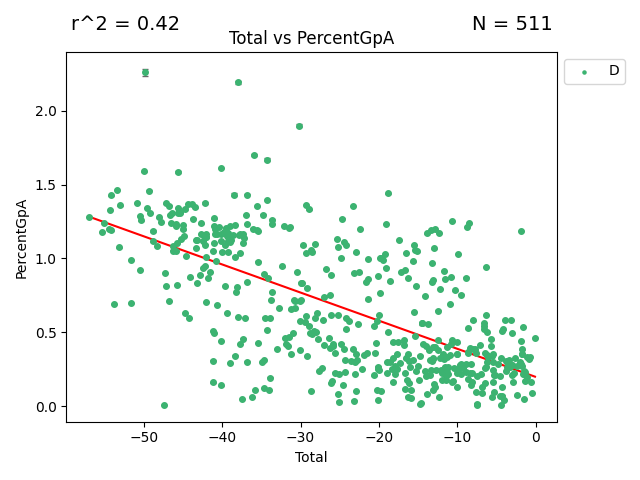 r^2 = 0.42
N = 511
Total vs PercentGpA
D
PercentGpA
2.0
1.5
1.0
0.5
0.0
−50
−40
−30
−20
−10
0
Total